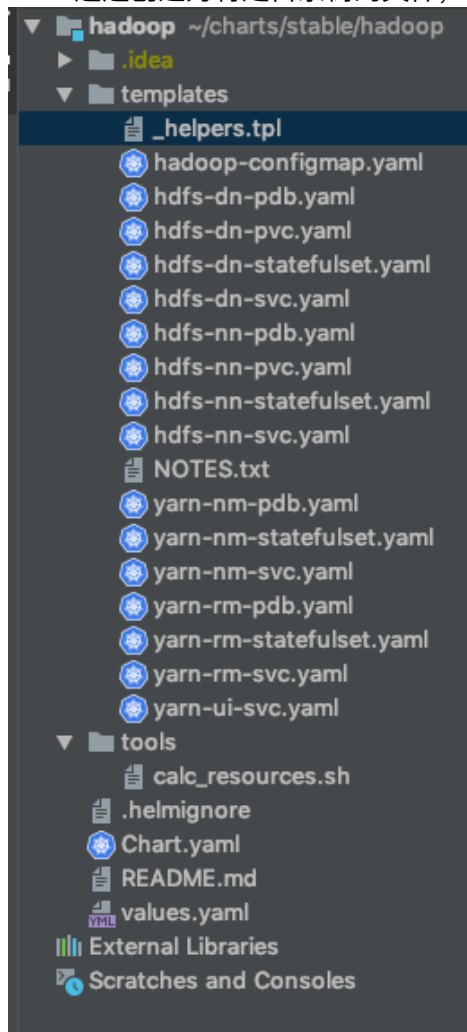 hadoop ~/charts/stable/hadoop
.idea
templates
_helpers.tpl
hadoop-configmap.yaml
hdfs-dn-pdb.yaml
hdfs-dn-pvc.yaml
hdfs-dn-statefulset.yaml
hdfs-dn-svc.yaml
hdfs-nn-pdb.yaml
hdfs-nn-pvc.yaml
hdfs-nn-statefulset.yaml
hdfs-nn-svc.yaml
NOTES.txt
yarn-nm-pdb.yaml
yarn-nm-statefulset.yaml
yarn-nm-svc.yaml
yarn-rm-pdb.yaml
yarn-rm-statefulset.yaml
yarn-rm-svc.yaml
yarn-ui-svc.yaml
tools
calc_resources.sh
.helmignore
Chart.yaml
README.md
YML values.yaml
External Libraries
Scratches and Consoles